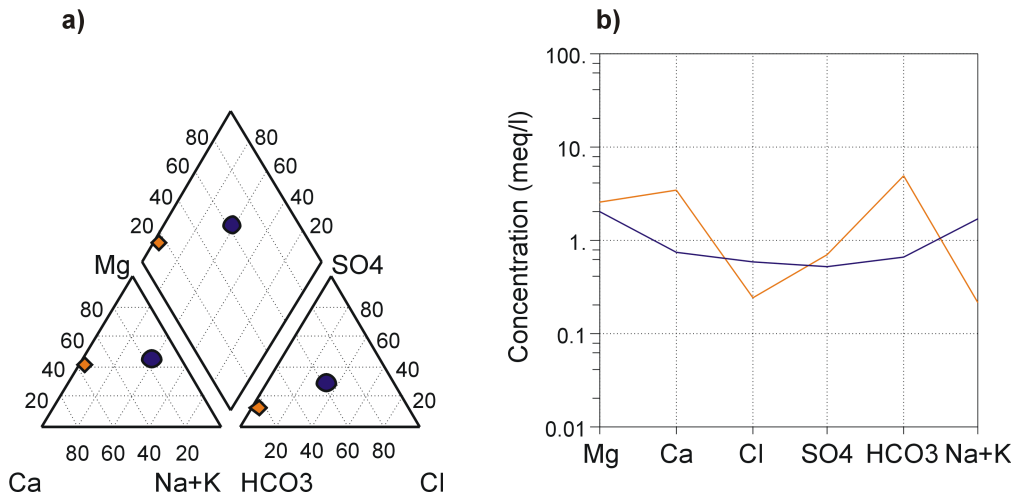 a)
b)
80 80
60 60
40 40
20 20
Mg SO4
80 80
60 60
40 40
20 20
80 60 40 20
20 40 60 80
Ca Na+K HCO3 Cl
Concentration (meq/l)
100.
10.
1.
0.1
0.01
Mg Ca Cl SO4 HCO3 Na+K